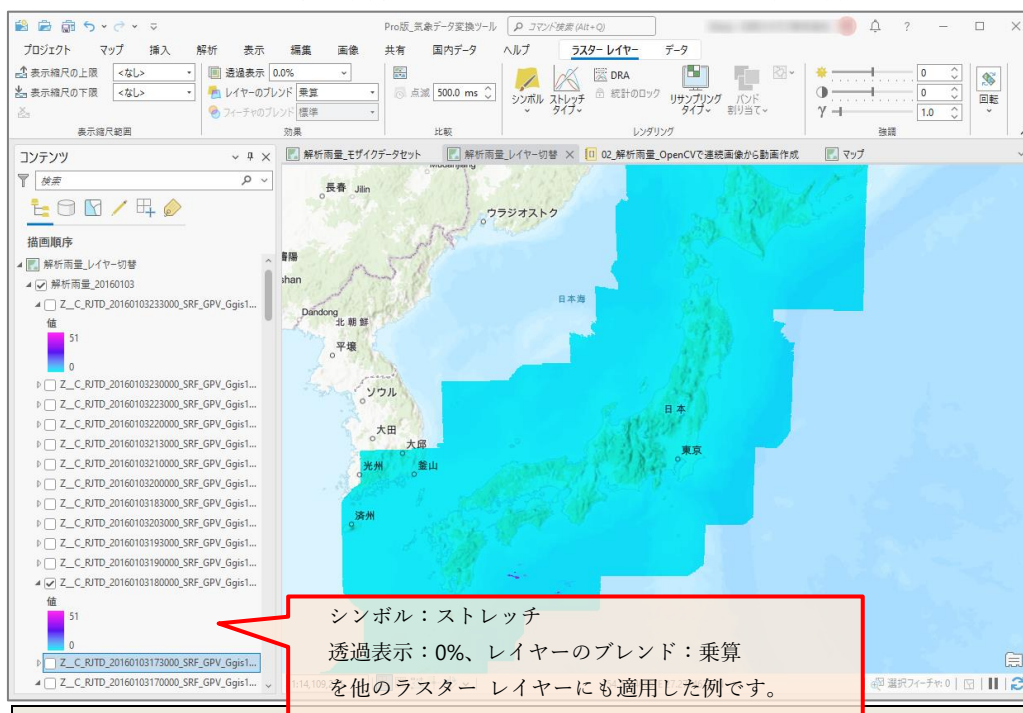 Pro版_気象データ変換ツール
コマンド検索 (Alt+Q)
プロジェクト マップ 挿入 解析 表示 編集 画像 共有 国内データ ヘルプ ラスター レイヤー データ
表示縮尺の上限 <なし>
表示縮尺の下限 <なし>
表示縮尺範囲
透過表示 0.0%
レイヤーのブレンド 乗算
フィーチャのブレンド 標準
効果
点滅 500.0 ms
比較
シンボル
ストレッチ タイプ
DRA
統計のロック
リサンプリング タイプ
バンド 割り当て
レンダリング
0
0
γ 1.0
強調
回転
コンテンツ
検索
描画順序
解析雨量_レイヤー切替
解析雨量_20160103
Z__C_RJTD_20160103233000_SRF_GPV_Ggis1...
値
51
0
Z__C_RJTD_20160103230000_SRF_GPV_Ggis1...
Z__C_RJTD_20160103223000_SRF_GPV_Ggis1...
Z__C_RJTD_20160103220000_SRF_GPV_Ggis1...
Z__C_RJTD_20160103213000_SRF_GPV_Ggis1...
Z__C_RJTD_20160103210000_SRF_GPV_Ggis1...
Z__C_RJTD_20160103200000_SRF_GPV_Ggis1...
Z__C_RJTD_20160103183000_SRF_GPV_Ggis1...
Z__C_RJTD_20160103203000_SRF_GPV_Ggis1...
Z__C_RJTD_20160103193000_SRF_GPV_Ggis1...
Z__C_RJTD_20160103190000_SRF_GPV_Ggis1...
Z__C_RJTD_20160103180000_SRF_GPV_Ggis1...
値
51
0
Z__C_RJTD_20160103173000_SRF_GPV_Ggis1...
Z__C_RJTD_20160103170000_SRF_GPV_Ggis1...
解析雨量_モザイクデータセット
解析雨量_レイヤー切替
02_解析雨量_OpenCVで連続画像から動画作成
マップ
長春 Jilin
ウラジオストク
shan
Dandong
北朝鮮
平壌
日本海
ソウル
大田
大邱
光州
釜山
済州
日本
東京
シンボル：ストレッチ
透過表示：0%、レイヤーのブレンド：乗算
を他のラスター レイヤーにも適用した例です。
選択フィーチャ: 0